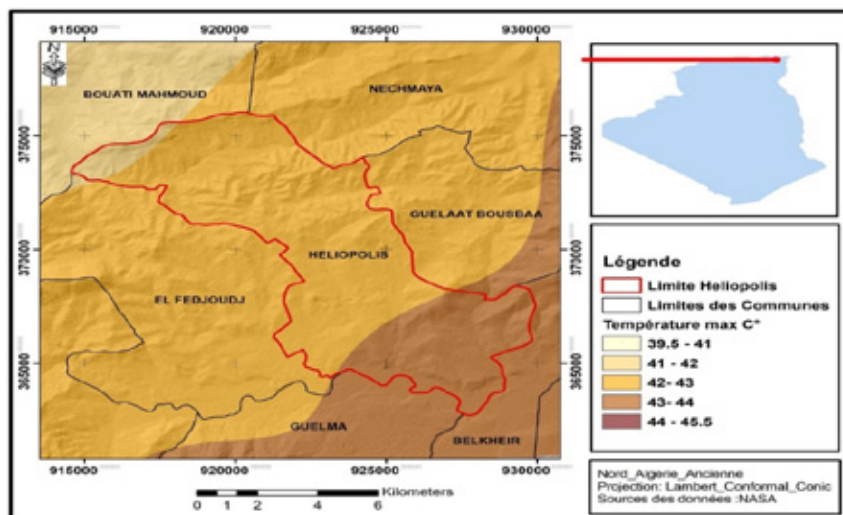 915000 920000 925000 930000
N
BOUATI MAHMOUD
NECHMAYA
375000 375000
GUELAAT BOUSBAA
370000 370000
HELIOPOLIS
EL FEDJOUDJ
365000 365000
GUELMA
BELKHEIR
915000 920000 925000 930000
Kilometers
0 1 2 4 6
Légende
Limite Heliopolis
Limites des Communes
Température max C°
39.5 - 41
41 - 42
42- 43
43- 44
44 - 45.5
Nord_Algerie_Ancienne
Projection: Lambert_Conformal_Conic
Sources des données :NASA